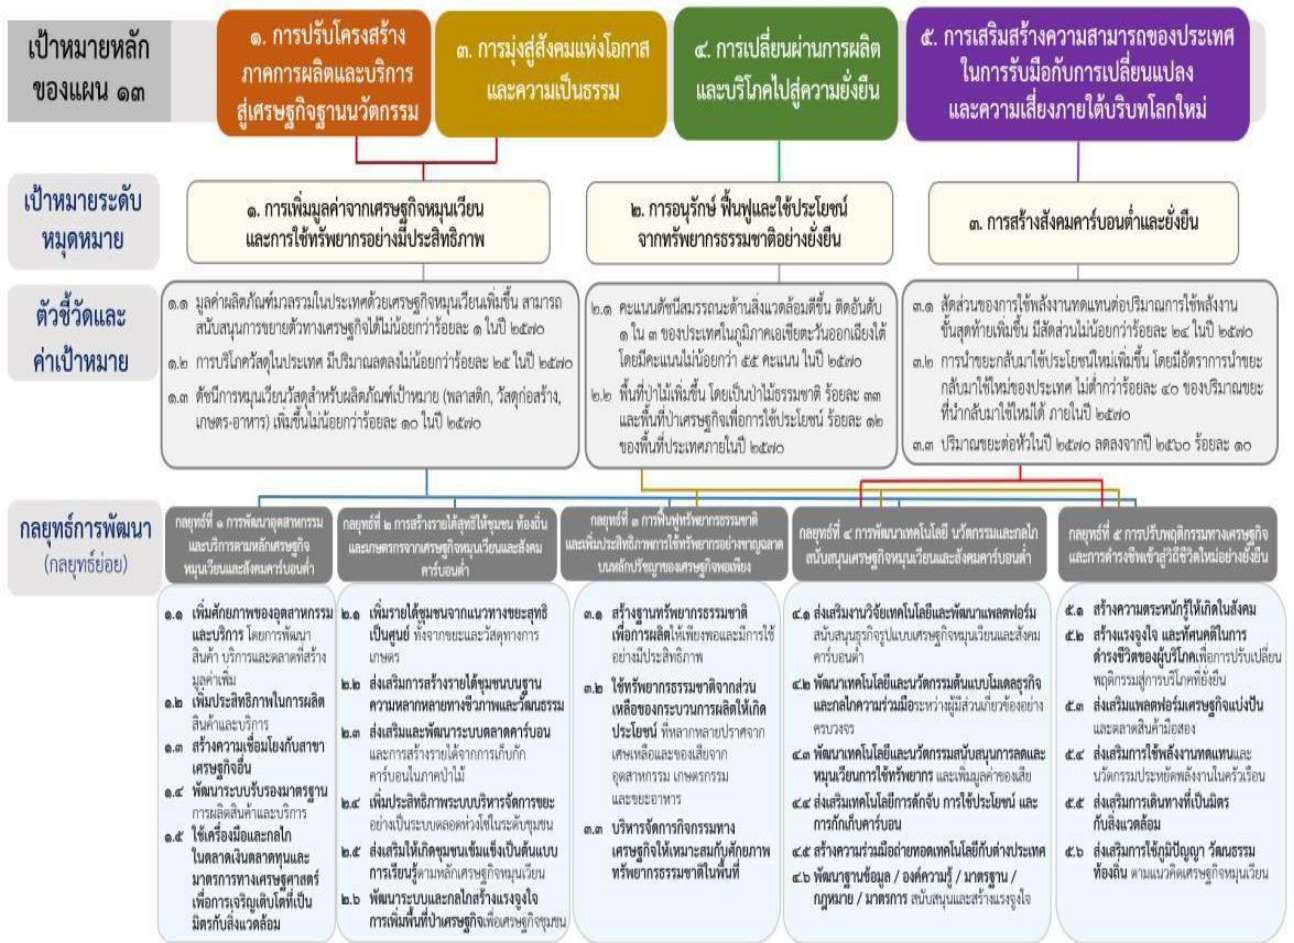 เป้าหมายหลัก
ของแผน ๑๓
๑. การปรับโครงสร้าง
ภาคการผลิตและบริการ
สู่เศรษฐกิจฐานนวัตกรรม
๓. การมุ่งสู่สังคมแห่งโอกาส
และความเป็นธรรม
๔. การเปลี่ยนผ่านการผลิต
และบริโภคไปสู่ความยั่งยืน
๕. การเสริมสร้างความสามารถของประเทศ
ในการรับมือกับการเปลี่ยนแปลง
และความเสี่ยงภายใต้บริบทโลกใหม่
เป้าหมายระดับ
หมุดหมาย
๑. การเพิ่มมูลค่าจากเศรษฐกิจหมุนเวียน
และการใช้ทรัพยากรอย่างมีประสิทธิภาพ
๒. การอนุรักษ์ ฟื้นฟูและใช้ประโยชน์
จากทรัพยากรธรรมชาติอย่างยั่งยืน
๓. การสร้างสังคมคาร์บอนต่ำและยั่งยืน
ตัวชี้วัดและ
ค่าเป้าหมาย
๑.๑ มูลค่าผลิตภัณฑ์มวลรวมในประเทศด้วยเศรษฐกิจหมุนเวียนเพิ่มขึ้น สามารถ
สนับสนุนการขยายตัวทางเศรษฐกิจได้ไม่น้อยกว่าร้อยละ ๑ ในปี ๒๕๗๐
๑.๒ การบริโภควัสดุในประเทศ มีปริมาณลดลงไม่น้อยกว่าร้อยละ ๒๕ ในปี ๒๕๗๐
๑.๓ ดัชนีการหมุนเวียนวัสดุสำหรับผลิตภัณฑ์เป้าหมาย (พลาสติก, วัสดุก่อสร้าง,
เกษตร-อาหาร) เพิ่มขึ้นไม่น้อยกว่าร้อยละ ๑๐ ในปี ๒๕๗๐
๒.๑ คะแนนดัชนีสมรรถนะด้านสิ่งแวดล้อมดีขึ้น ติดอันดับ
๑ ใน ๓ ของประเทศในภูมิภาคเอเชียตะวันออกเฉียงใต้
โดยมีคะแนนไม่น้อยกว่า ๕๕ คะแนน ในปี ๒๕๗๐
๒.๒ พื้นที่ป่าไม้เพิ่มขึ้น โดยเป็นป่าไม้ธรรมชาติ ร้อยละ ๓๓
และพื้นที่ป่าเศรษฐกิจเพื่อการใช้ประโยชน์ ร้อยละ ๑๒
ของพื้นที่ประเทศภายในปี ๒๕๗๐
๓.๑ สัดส่วนของการใช้พลังงานทดแทนต่อปริมาณการใช้พลังงาน
ขั้นสุดท้ายเพิ่มขึ้น มีสัดส่วนไม่น้อยกว่าร้อยละ ๒๔ ในปี ๒๕๗๐
๓.๒ การนำขยะกลับมาใช้ประโยชน์ใหม่เพิ่มขึ้น โดยมีอัตราการนำขยะ
กลับมาใช้ใหม่ของประเทศ ไม่ต่ำกว่าร้อยละ ๔๐ ของปริมาณขยะ
ที่นำกลับมาใช้ใหม่ได้ ภายในปี ๒๕๗๐
๓.๓ ปริมาณขยะต่อหัวในปี ๒๕๗๐ ลดลงจากปี ๒๕๖๐ ร้อยละ ๑๐
กลยุทธ์การพัฒนา
(กลยุทธ์ย่อย)
กลยุทธ์ที่ ๑ การพัฒนาอุตสาหกรรม
และบริการตามหลักเศรษฐกิจ
หมุนเวียนและสังคมคาร์บอนต่ำ
กลยุทธ์ที่ ๒ การสร้างรายได้สุทธิให้ชุมชน ท้องถิ่น
และเกษตรกรจากเศรษฐกิจหมุนเวียนและสังคม
คาร์บอนต่ำ
กลยุทธ์ที่ ๓ การฟื้นฟูทรัพยากรธรรมชาติ
และเพิ่มประสิทธิภาพการใช้ทรัพยากรอย่างชาญฉลาด
บนหลักปรัชญาของเศรษฐกิจพอเพียง
กลยุทธ์ที่ ๔ การพัฒนาเทคโนโลยี นวัตกรรมและกลไก
สนับสนุนเศรษฐกิจหมุนเวียนและสังคมคาร์บอนต่ำ
กลยุทธ์ที่ ๕ การปรับพฤติกรรมทางเศรษฐกิจ
และการดำรงชีพเข้าสู่วิถีชีวิตใหม่อย่างยั่งยืน
๑.๑ เพิ่มศักยภาพของอุตสาหกรรม
และบริการ โดยการพัฒนา
สินค้า บริการและตลาดที่สร้าง
มูลค่าเพิ่ม
๑.๒ เพิ่มประสิทธิภาพในการผลิต
สินค้าและบริการ
๑.๓ สร้างความเชื่อมโยงกับสาขา
เศรษฐกิจอื่น
๑.๔ พัฒนาระบบรับรองมาตรฐาน
การผลิตสินค้าและบริการ
๑.๕ ใช้เครื่องมือและกลไก
ในตลาดเงินตลาดทุนและ
มาตรการทางเศรษฐศาสตร์
เพื่อการเจริญเติบโตที่เป็น
มิตรกับสิ่งแวดล้อม
๒.๑ เพิ่มรายได้ชุมชนจากแนวทางขยะสุทธิ
เป็นศูนย์ ทั้งจากขยะและวัสดุทางการ
เกษตร
๒.๒ ส่งเสริมการสร้างรายได้ชุมชนบนฐาน
ความหลากหลายทางชีวภาพและวัฒนธรรม
๒.๓ ส่งเสริมและพัฒนาระบบตลาดคาร์บอน
และการสร้างรายได้จากการเก็บกัก
คาร์บอนในภาคป่าไม้
๒.๔ เพิ่มประสิทธิภาพระบบบริหารจัดการขยะ
อย่างเป็นระบบตลอดห่วงโซ่ในระดับชุมชน
๒.๕ ส่งเสริมให้เกิดชุมชนเข้มแข็งเป็นต้นแบบ
การเรียนรู้ตามหลักเศรษฐกิจหมุนเวียน
๒.๖ พัฒนาระบบและกลไกสร้างแรงจูงใจ
การเพิ่มพื้นที่ป่าเศรษฐกิจเพื่อเศรษฐกิจชุมชน
๓.๑ สร้างฐานทรัพยากรธรรมชาติ
เพื่อการผลิตให้เพียงพอและมีการใช้
อย่างมีประสิทธิภาพ
๓.๒ ใช้ทรัพยากรธรรมชาติจากส่วน
เหลือของกระบวนการผลิตให้เกิด
ประโยชน์ ที่หลากหลายปราศจาก
เศษเหลือและของเสียจาก
อุตสาหกรรม เกษตรกรรม
และขยะอาหาร
๓.๓ บริหารจัดการกิจกรรมทาง
เศรษฐกิจให้เหมาะสมกับศักยภาพ
ทรัพยากรธรรมชาติในพื้นที่
๔.๑ ส่งเสริมงานวิจัยเทคโนโลยีและพัฒนาแพลตฟอร์ม
สนับสนุนธุรกิจรูปแบบเศรษฐกิจหมุนเวียนและสังคม
คาร์บอนต่ำ
๔.๒ พัฒนาเทคโนโลยีและนวัตกรรมต้นแบบโมเดลธุรกิจ
และกลไกความร่วมมือระหว่างผู้มีส่วนเกี่ยวข้องอย่าง
ครบวงจร
๔.๓ พัฒนาเทคโนโลยีและนวัตกรรมสนับสนุนการลดและ
หมุนเวียนการใช้ทรัพยากร และเพิ่มมูลค่าของเสีย
๔.๔ ส่งเสริมเทคโนโลยีการดักจับ การใช้ประโยชน์ และ
การกักเก็บคาร์บอน
๔.๕ สร้างความร่วมมือถ่ายทอดเทคโนโลยีกับต่างประเทศ
๔.๖ พัฒนาฐานข้อมูล / องค์ความรู้ / มาตรฐาน /
กฎหมาย / มาตรการ สนับสนุนและสร้างแรงจูงใจ
๕.๑ สร้างความตระหนักรู้ให้เกิดในสังคม
๕.๒ สร้างแรงจูงใจ และทัศนคติในการ
ดำรงชีวิตของผู้บริโภคเพื่อการปรับเปลี่ยน
พฤติกรรมสู่การบริโภคที่ยั่งยืน
๕.๓ ส่งเสริมแพลตฟอร์มเศรษฐกิจแบ่งปัน
และตลาดสินค้ามือสอง
๕.๔ ส่งเสริมการใช้พลังงานทดแทนและ
นวัตกรรมประหยัดพลังงานในครัวเรือน
๕.๕ ส่งเสริมการเดินทางที่เป็นมิตร
กับสิ่งแวดล้อม
๕.๖ ส่งเสริมการใช้ภูมิปัญญา วัฒนธรรม
ท้องถิ่น ตามแนวคิดเศรษฐกิจหมุนเวียน